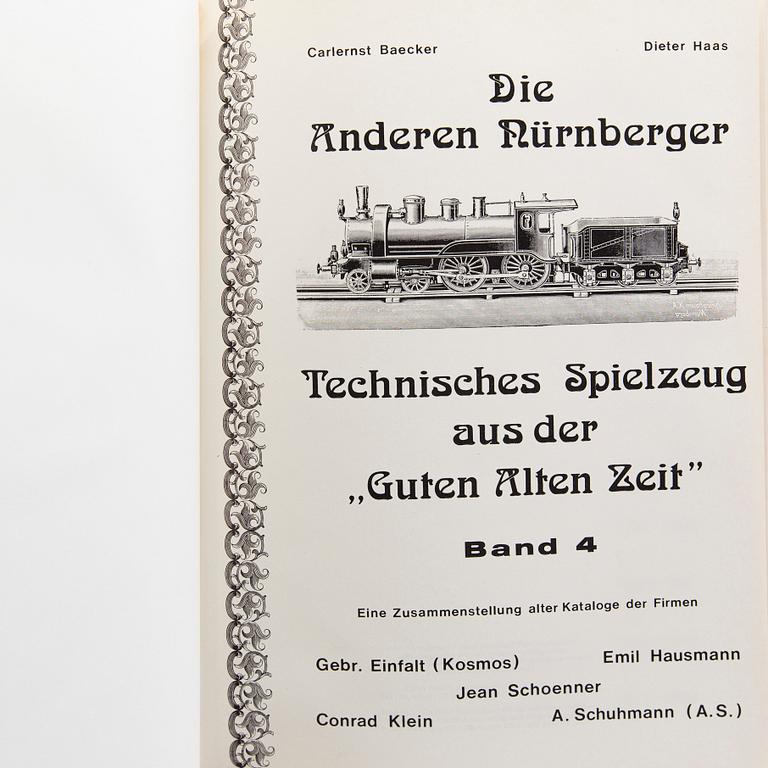 Carlernst Baecker Dieter Haas
Die
Anderen Nürnberger
Technisches Spielzeug
aus der
„Guten Alten Zeit”
Band 4
Eine Zusammenstellung alter Kataloge der Firmen
Gebr. Einfalt (Kosmos) Emil Hausmann
Jean Schoenner
Conrad Klein A. Schuhmann (A.S.)